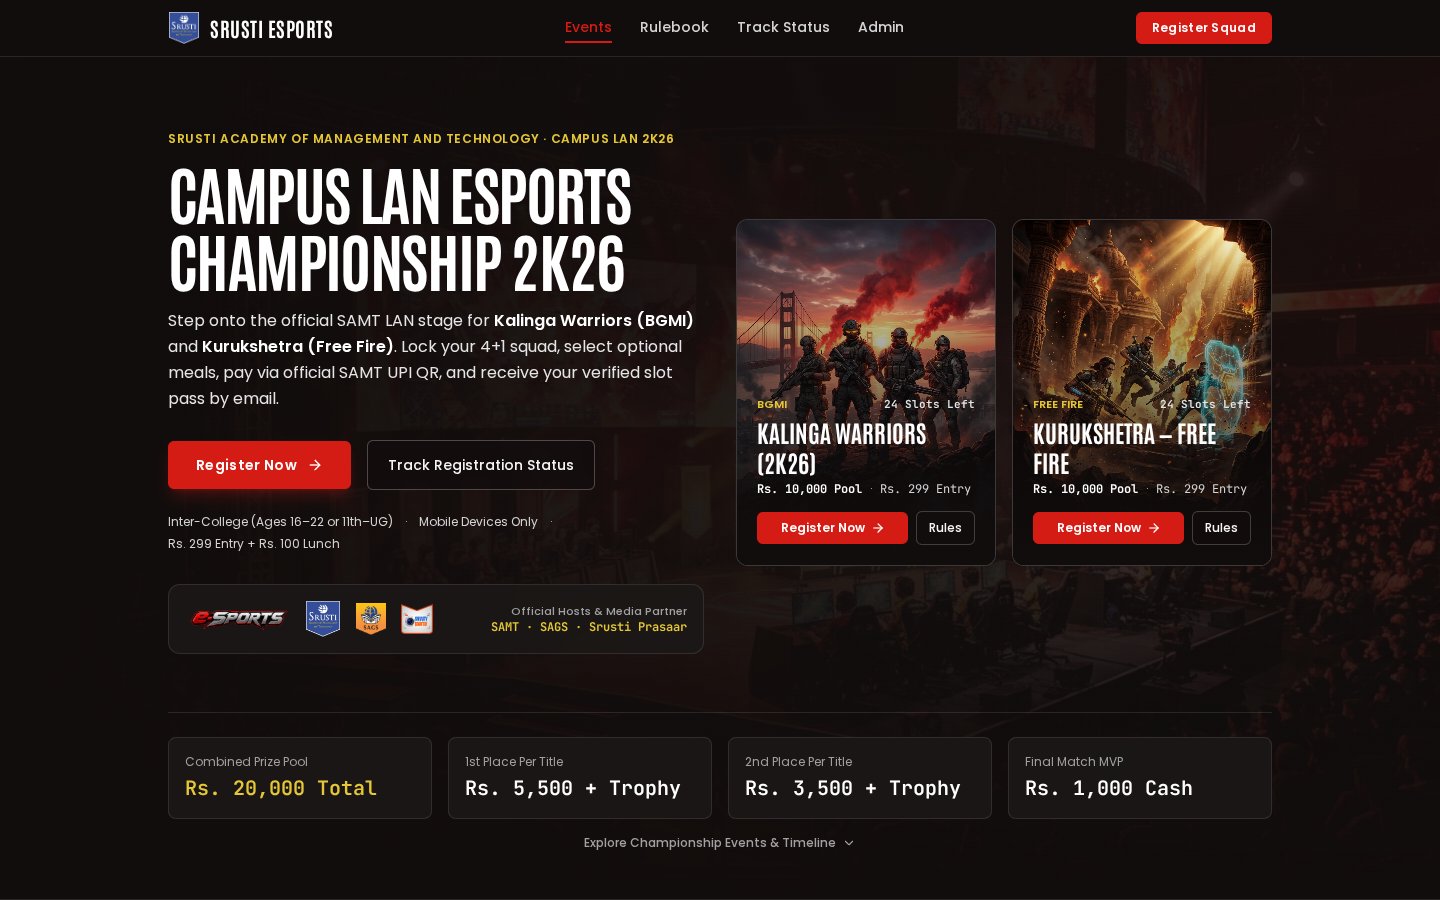 SRUSTI
SRUSTI ESPORTS
Events
Rulebook
Track Status
Admin
Register Squad
SRUSTI ACADEMY OF MANAGEMENT AND TECHNOLOGY · CAMPUS LAN 2K26
CAMPUS LAN ESPORTS
CHAMPIONSHIP 2K26
Step onto the official SAMT LAN stage for Kalinga Warriors (BGMI)
and Kurukshetra (Free Fire). Lock your 4+1 squad, select optional
meals, pay via official SAMT UPI QR, and receive your verified slot
pass by email.
Register Now →
Track Registration Status
Inter-College (Ages 16–22 or 11th–UG) · Mobile Devices Only ·
Rs. 299 Entry + Rs. 100 Lunch
e-SPORTS
SRUSTI
SAGS
Official Hosts & Media Partner
SAMT · SAGS · Srusti Prasaar
BGMI
24 Slots Left
KALINGA WARRIORS
(2K26)
Rs. 10,000 Pool · Rs. 299 Entry
Register Now →
Rules
FREE FIRE
24 Slots Left
KURUKSHETRA – FREE
FIRE
Rs. 10,000 Pool · Rs. 299 Entry
Register Now →
Rules
Combined Prize Pool
Rs. 20,000 Total
1st Place Per Title
Rs. 5,500 + Trophy
2nd Place Per Title
Rs. 3,500 + Trophy
Final Match MVP
Rs. 1,000 Cash
Explore Championship Events & Timeline